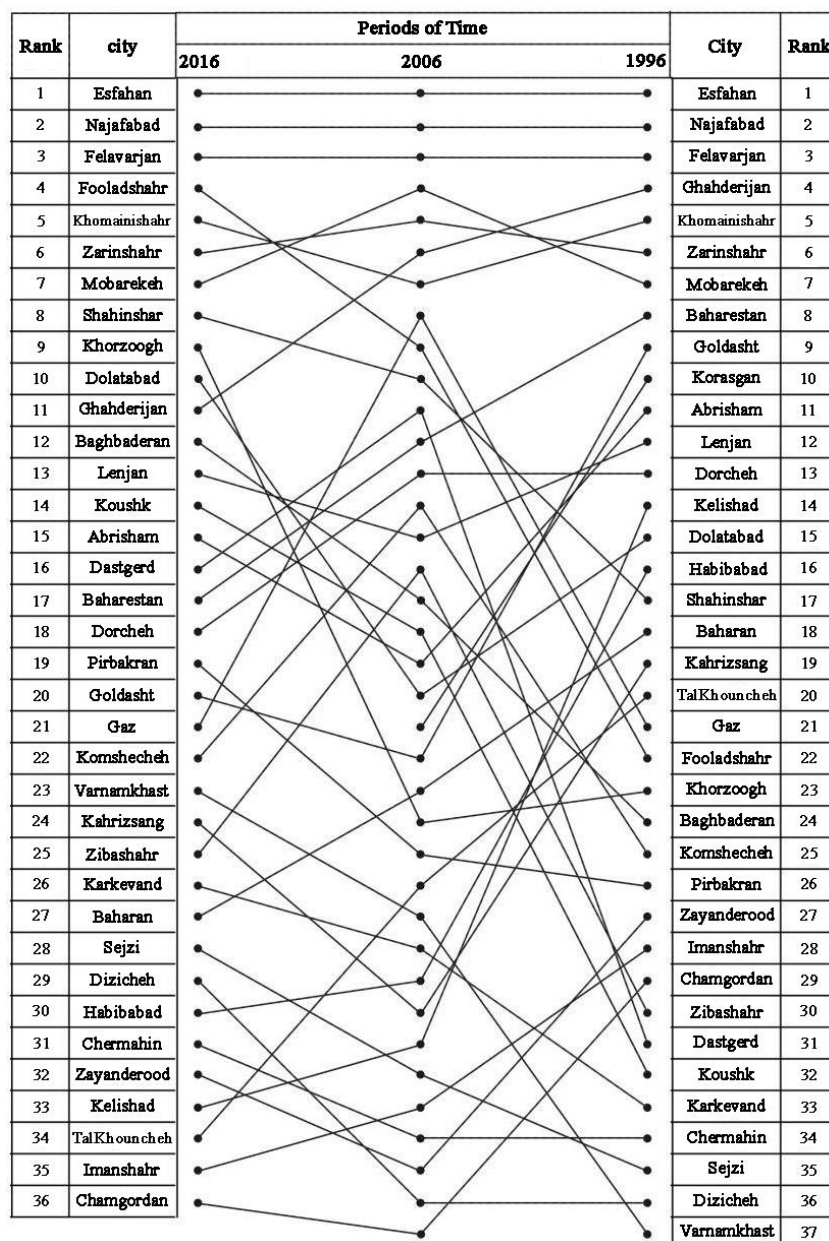 Rank city Periods of Time City Rank
2016 2006 1996
1 Esfahan Esfahan 1
2 Najafabad Najafabad 2
3 Felavarjan Felavarjan 3
4 Fooladshahr Ghahderijan 4
5 Khomainishahr Khomainishahr 5
6 Zarinshahr Zarinshahr 6
7 Mobarekeh Mobarekeh 7
8 Shahinshar Baharestan 8
9 Khorzoogh Goldasht 9
10 Dolatabad Korasgan 10
11 Ghahderijan Abrisham 11
12 Baghbaderan Lenjan 12
13 Lenjan Dorcheh 13
14 Koushk Kelishad 14
15 Abrisham Dolatabad 15
16 Dastgerd Habibabad 16
17 Baharestan Shahinshar 17
18 Dorcheh Baharan 18
19 Pirbakran Kahrizsang 19
20 Goldasht TalKhouncheh 20
21 Gaz Gaz 21
22 Komshecheh Fooladshahr 22
23 Varnamkhast Khorzoogh 23
24 Kahrizsang Baghbaderan 24
25 Zibashahr Komshecheh 25
26 Karkevand Pirbakran 26
27 Baharan Zayanderood 27
28 Sejzi Imanshahr 28
29 Dizicheh Chamgordan 29
30 Habibabad Zibashahr 30
31 Chermahin Dastgerd 31
32 Zayanderood Koushk 32
33 Kelishad Karkevand 33
34 TalKhouncheh Chermahin 34
35 Imanshahr Sejzi 35
36 Chamgordan Dizicheh 36
Varnamkhast 37